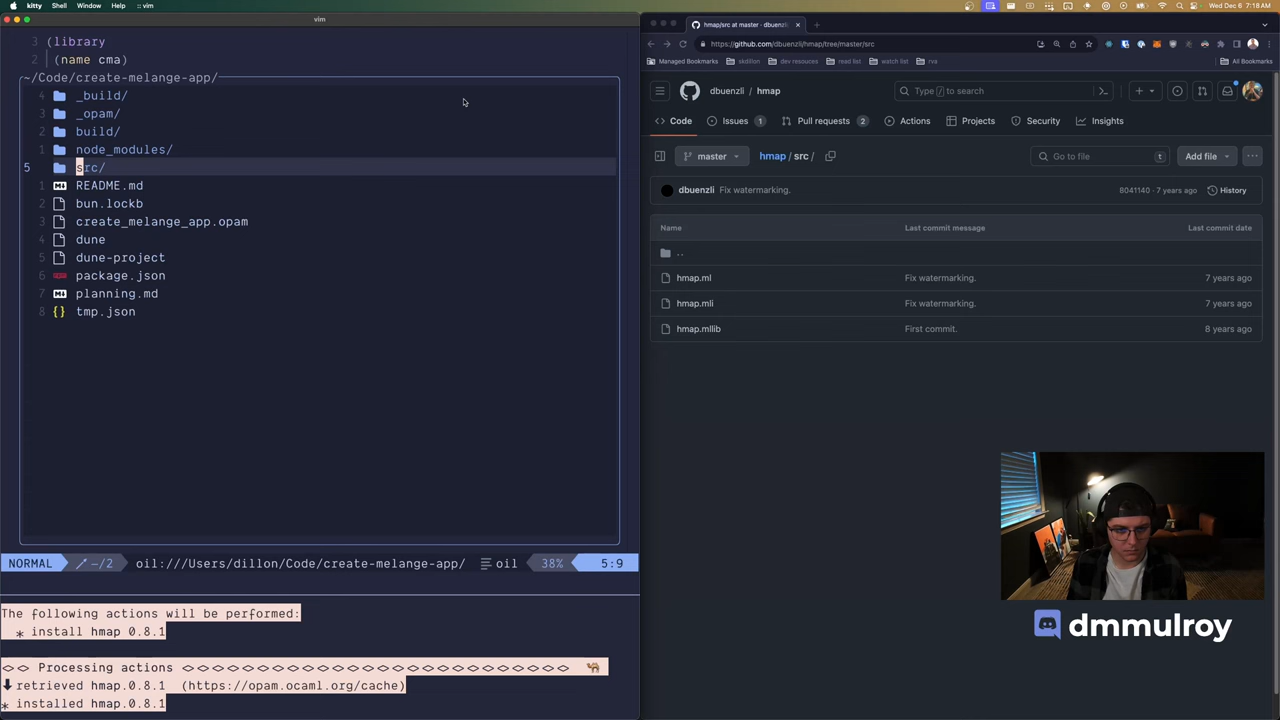 kitty Shell Window Help :: vim
Wed Dec 6 7:18 AM
vim
3 (library
2 (name cma)
~/Code/create-melange-app/
4 _build/
3 _opam/
2 build/
1 node_modules/
5 src/
1 README.md
2 bun.lockb
3 create_melange_app.opam
4 dune
5 dune-project
6 package.json
7 planning.md
8 tmp.json
NORMAL ~/2 oil:///Users/dillon/Code/create-melange-app/ oil 38% 5:9
The following actions will be performed:
* install hmap 0.8.1
<><> Processing actions <><><><><><><><><><><><><><><><><><><><><><><><>
retrieved hmap.0.8.1 (https://opam.ocaml.org/cache)
* installed hmap.0.8.1
hmap/src at master · dbuenzli
https://github.com/dbuenzli/hmap/tree/master/src
Managed Bookmarks skdillon dev resouces read list watch list rva All Bookmarks
dbuenzli / hmap
Type / to search
Code Issues 1 Pull requests 2 Actions Projects Security Insights
master hmap / src /
Go to file t Add file
dbuenzli Fix watermarking.
8041140 · 7 years ago History
Name Last commit message Last commit date
..
hmap.ml Fix watermarking. 7 years ago
hmap.mli Fix watermarking. 7 years ago
hmap.mllib First commit. 8 years ago
dmmulroy